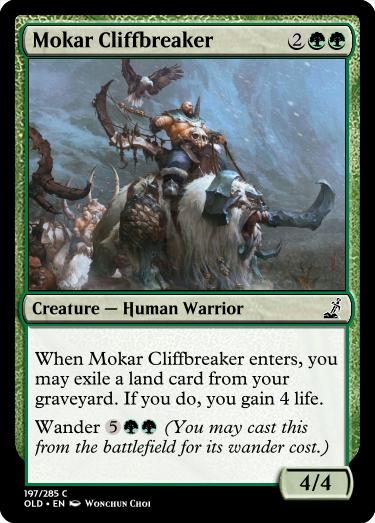 Mokar Cliffbreaker 2
Creature — Human Warrior
When Mokar Cliffbreaker enters, you
may exile a land card from your
graveyard. If you do, you gain 4 life.
Wander 5 (You may cast this
from the battlefield for its wander cost.)
4/4
197/285 C
OLD • EN Wonchun Choi